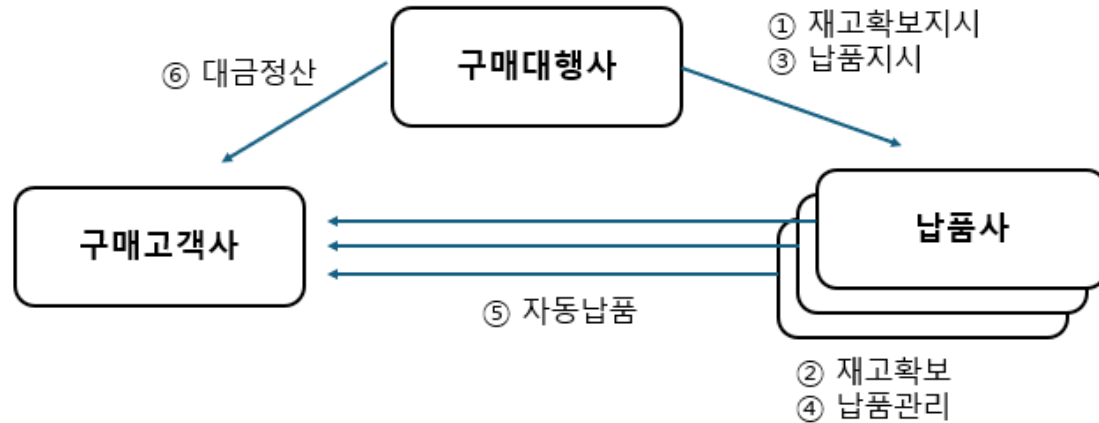 구매대행사
① 재고확보지시
③ 납품지시
⑥ 대금정산
구매고객사
납품사
⑤ 자동납품
② 재고확보
④ 납품관리